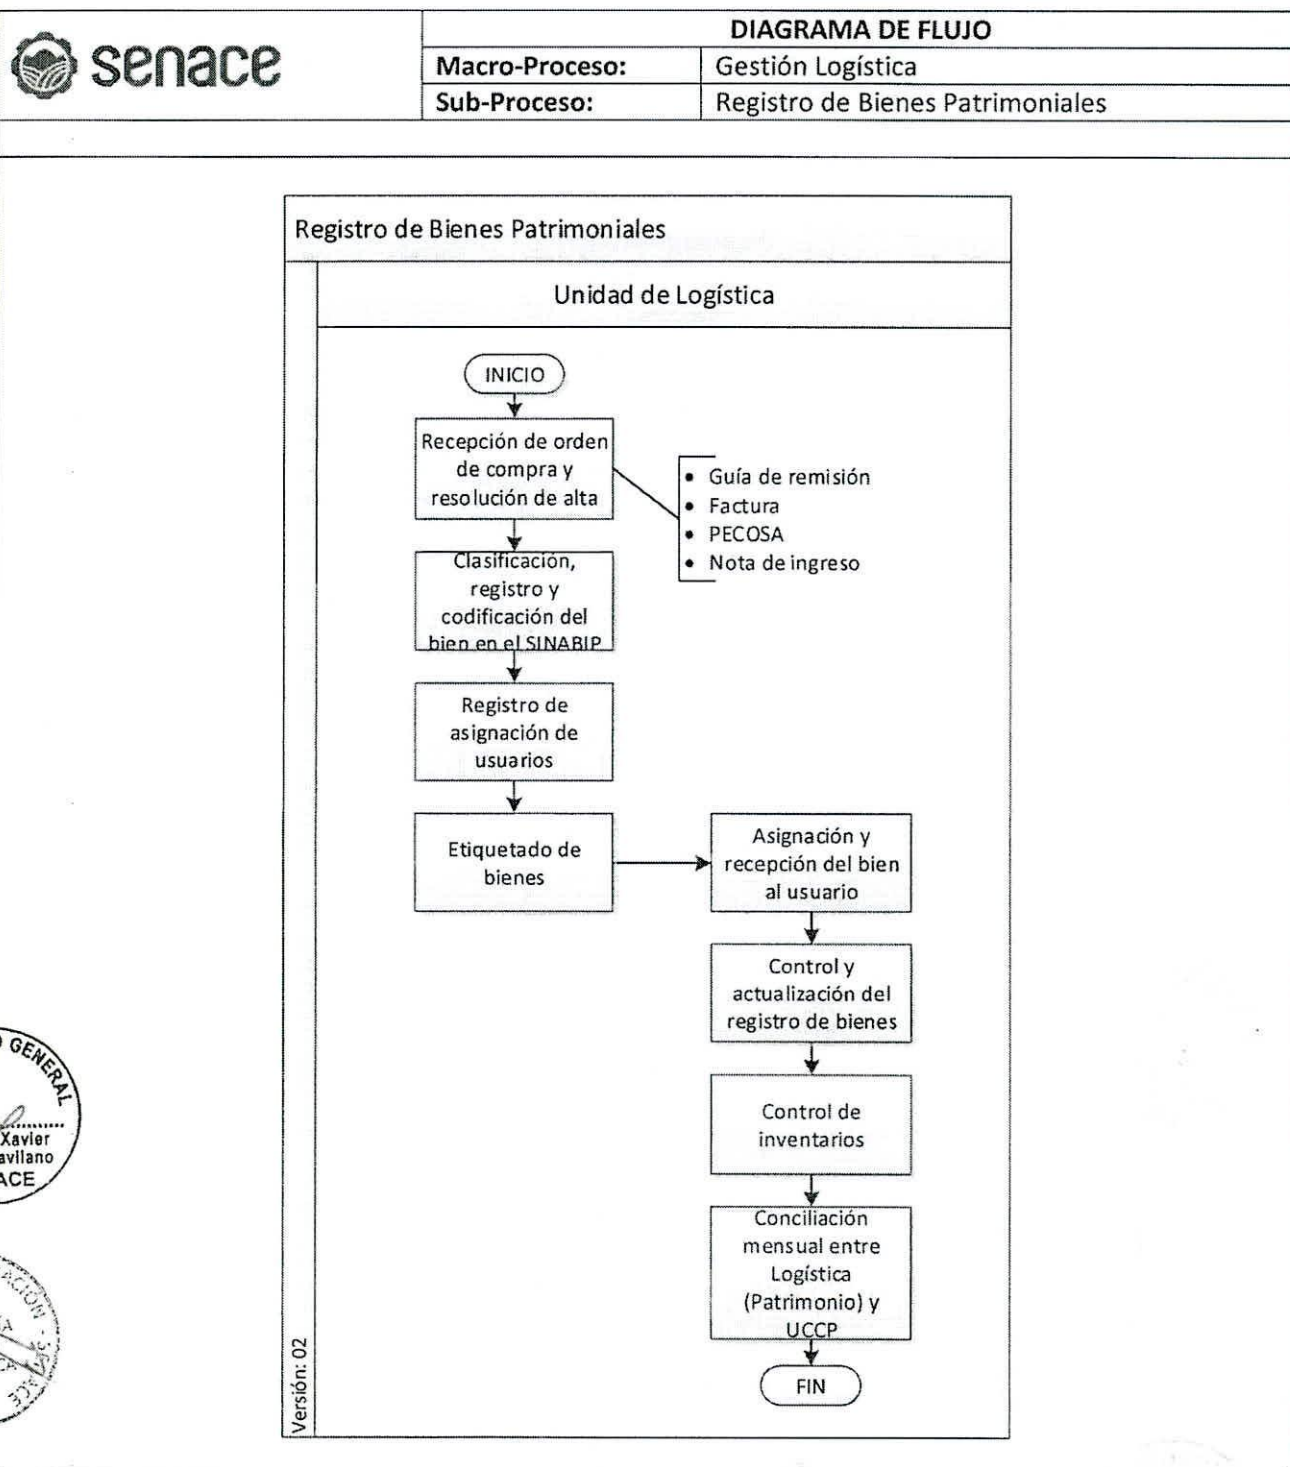 senace
DIAGRAMA DE FLUJO
Macro-Proceso: Gestión Logística
Sub-Proceso: Registro de Bienes Patrimoniales
Registro de Bienes Patrimoniales
Unidad de Logística
INICIO
Recepción de orden
de compra y
resolución de alta
• Guía de remisión
• Factura
• PECOSA
• Nota de ingreso
Clasificación,
registro y
codificación del
bien en el SINABIP
Registro de
asignación de
usuarios
Etiquetado de
bienes
Asignación y
recepción del bien
al usuario
Control y
actualización del
registro de bienes
Control de
inventarios
Conciliación
mensual entre
Logística
(Patrimonio) y
UCCP
FIN
Versión: 02
GENERAL
Xavier
avilano
ACE